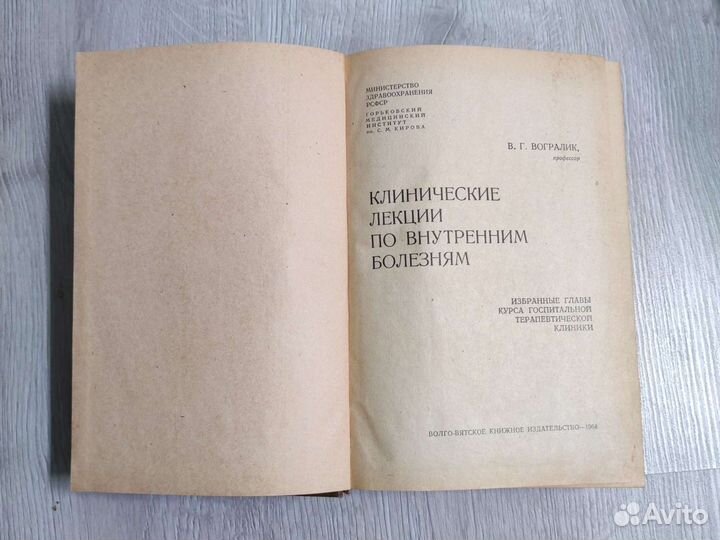 МИНИСТЕРСТВО
ЗДРАВООХРАНЕНИЯ
РСФСР
ГОРЬКОВСКИЙ
МЕДИЦИНСКИЙ
ИНСТИТУТ
им. С. М. КИРОВА
В. Г. ВОГРАЛИК,
профессор
КЛИНИЧЕСКИЕ
ЛЕКЦИИ
ПО ВНУТРЕННИМ
БОЛЕЗНЯМ
ИЗБРАННЫЕ ГЛАВЫ
КУРСА ГОСПИТАЛЬНОЙ
ТЕРАПЕВТИЧЕСКОЙ
КЛИНИКИ
ВОЛГО-ВЯТСКОЕ КНИЖНОЕ ИЗДАТЕЛЬСТВО—1964
Avito